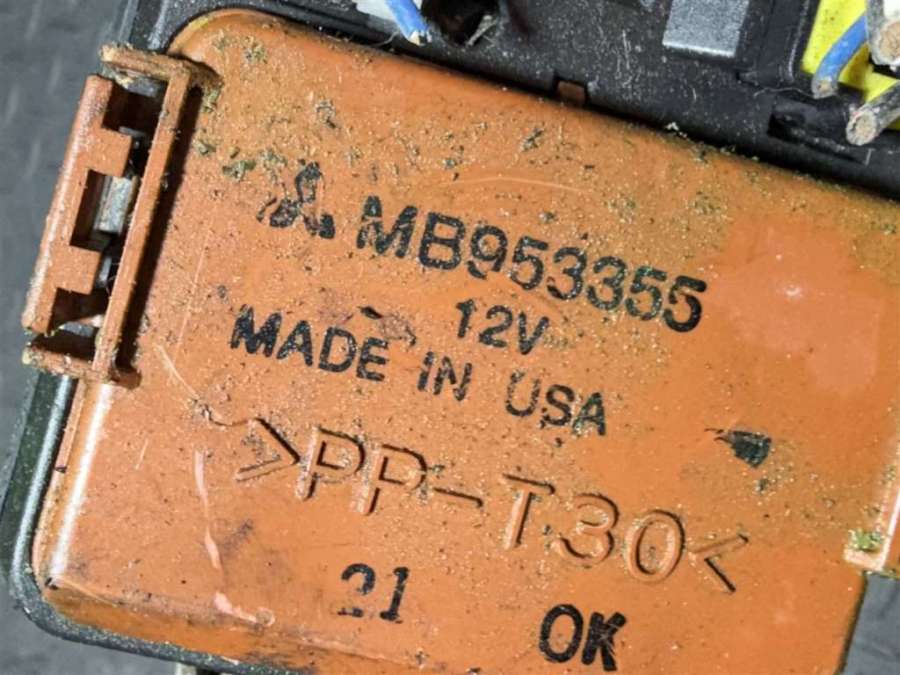 MB953355
12V
MADE IN USA
>PP-T30<
21
OK